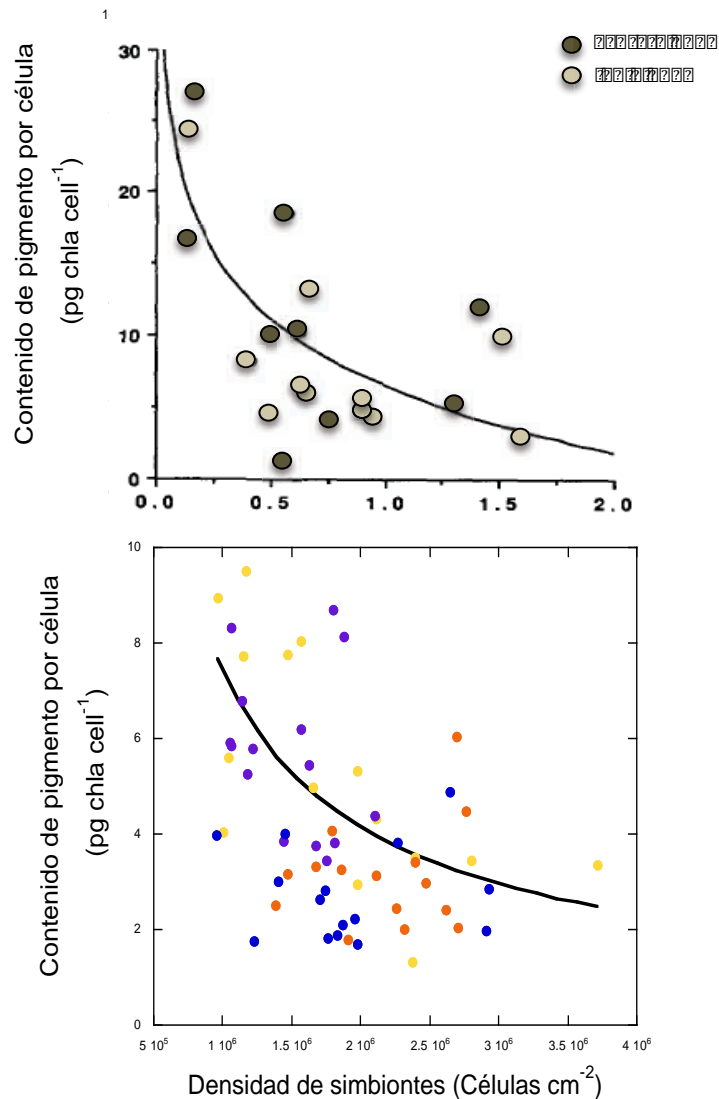 1
30
20
10
0
0.0 0.5 1.0 1.5 2.0
Contenido de pigmento por célula
(pg chla cell⁻¹)
10
8
6
4
2
0
5 10⁵ 1 10⁶ 1.5 10⁶ 2 10⁶ 2.5 10⁶ 3 10⁶ 3.5 10⁶ 4 10⁶
Contenido de pigmento por célula
(pg chla cell⁻¹)
Densidad de simbiontes (Células cm⁻²)